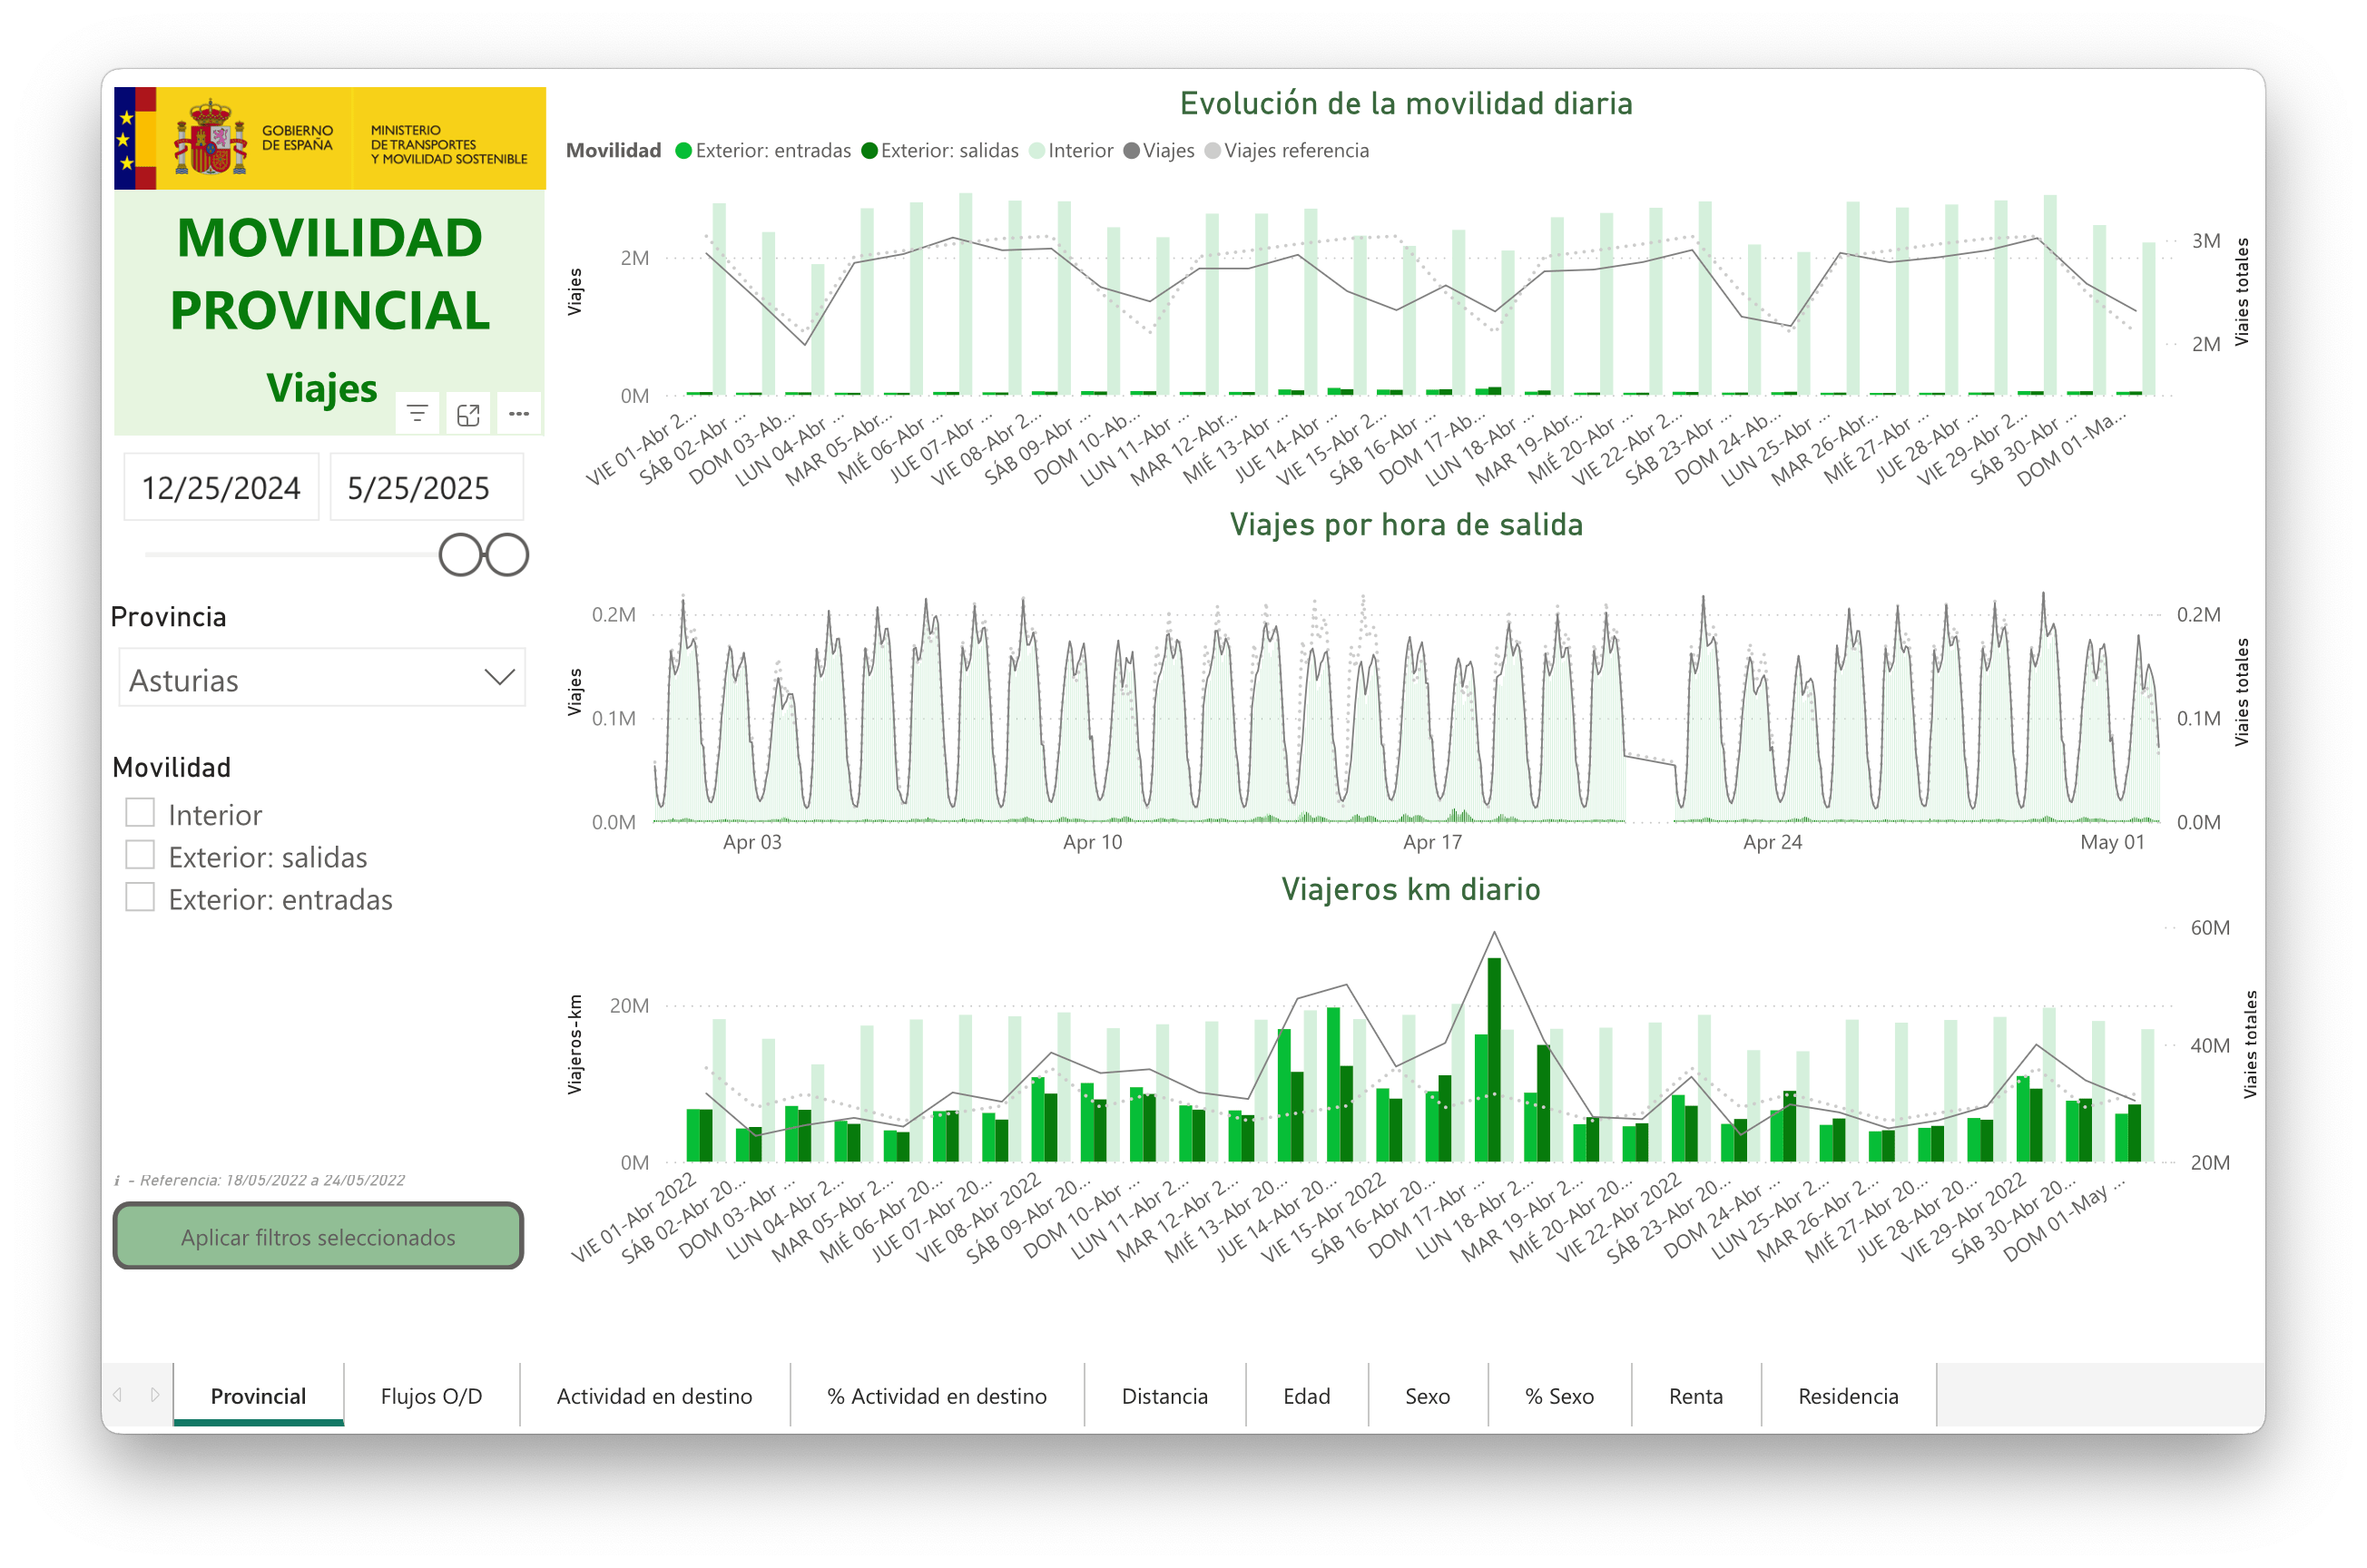 GOBIERNO
DE ESPAÑA
MINISTERIO
DE TRANSPORTES
Y MOVILIDAD SOSTENIBLE
MOVILIDAD
PROVINCIAL
Viajes
12/25/2024
5/25/2025
Provincia
Asturias
Movilidad
Interior
Exterior: salidas
Exterior: entradas
i - Referencia: 18/05/2022 a 24/05/2022
Aplicar filtros seleccionados
Evolución de la movilidad diaria
Movilidad Exterior: entradas Exterior: salidas Interior Viajes Viajes referencia
Viajes
2M
0M
3M
2M
Viajes totales
VIE 01-Abr 2...
SÁB 02-Abr ...
DOM 03-Ab...
LUN 04-Abr ...
MAR 05-Abr...
MIÉ 06-Abr ...
JUE 07-Abr ...
VIE 08-Abr 2...
SÁB 09-Abr ...
DOM 10-Ab...
LUN 11-Abr ...
MAR 12-Abr...
MIÉ 13-Abr ...
JUE 14-Abr ...
VIE 15-Abr 2...
SÁB 16-Abr ...
DOM 17-Ab...
LUN 18-Abr ...
MAR 19-Abr...
MIÉ 20-Abr ...
VIE 22-Abr 2...
SÁB 23-Abr ...
DOM 24-Ab...
LUN 25-Abr ...
MAR 26-Abr...
MIÉ 27-Abr ...
JUE 28-Abr ...
VIE 29-Abr 2...
SÁB 30-Abr ...
DOM 01-Ma...
Viajes por hora de salida
Viajes
0.2M
0.1M
0.0M
0.2M
0.1M
0.0M
Viajes totales
Apr 03
Apr 10
Apr 17
Apr 24
May 01
Viajeros km diario
Viajeros-km
20M
0M
60M
40M
20M
Viajes totales
VIE 01-Abr 2022
SÁB 02-Abr 20...
DOM 03-Abr ...
LUN 04-Abr 2...
MAR 05-Abr 2...
MIÉ 06-Abr 20...
JUE 07-Abr 20...
VIE 08-Abr 2022
SÁB 09-Abr 20...
DOM 10-Abr ...
LUN 11-Abr 2...
MAR 12-Abr 2...
MIÉ 13-Abr 20...
JUE 14-Abr 20...
VIE 15-Abr 2022
SÁB 16-Abr 20...
DOM 17-Abr ...
LUN 18-Abr 2...
MAR 19-Abr 2...
MIÉ 20-Abr 20...
VIE 22-Abr 2022
SÁB 23-Abr 20...
DOM 24-Abr ...
LUN 25-Abr 2...
MAR 26-Abr 2...
MIÉ 27-Abr 20...
JUE 28-Abr 20...
VIE 29-Abr 2022
SÁB 30-Abr 20...
DOM 01-May ...
Provincial
Flujos O/D
Actividad en destino
% Actividad en destino
Distancia
Edad
Sexo
% Sexo
Renta
Residencia